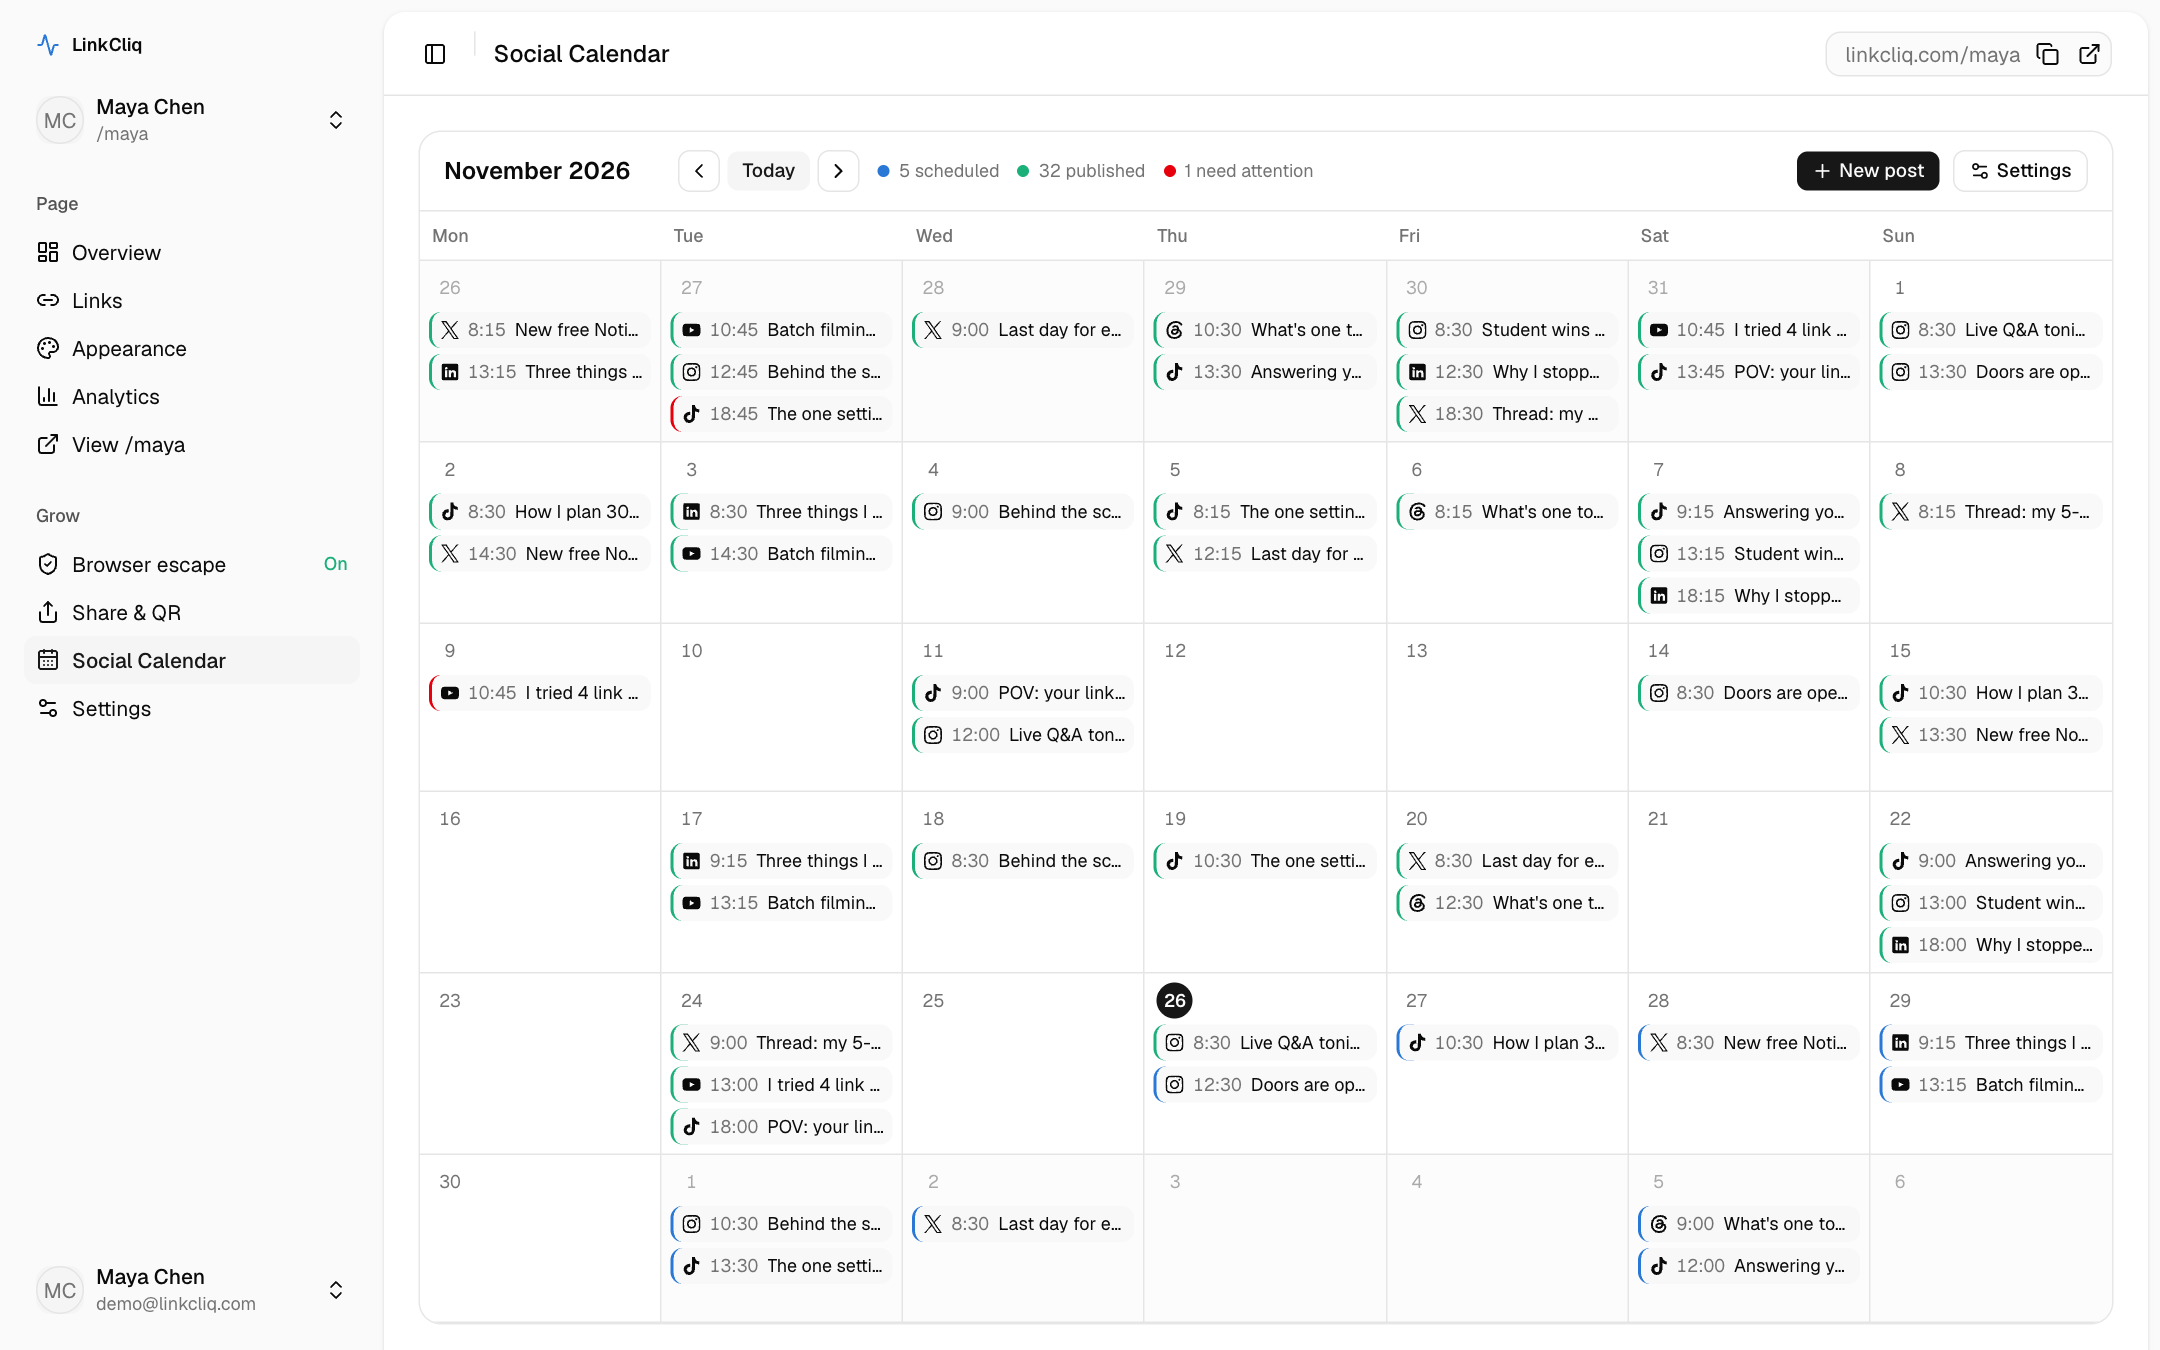 LinkCliq
MC
Maya Chen
/maya
Page
Overview
Links
Appearance
Analytics
View /maya
Grow
Browser escape On
Share & QR
Social Calendar
Settings
MC
Maya Chen
demo@linkcliq.com
Social Calendar
linkcliq.com/maya
November 2026
Today
5 scheduled
32 published
1 need attention
+ New post
Settings
Mon Tue Wed Thu Fri Sat Sun
26
8:15 New free Noti...
13:15 Three things ...
27
10:45 Batch filmin...
12:45 Behind the s...
18:45 The one setti...
28
9:00 Last day for e...
29
10:30 What's one t...
13:30 Answering y...
30
8:30 Student wins ...
12:30 Why I stopp...
18:30 Thread: my ...
31
10:45 I tried 4 link ...
13:45 POV: your lin...
1
8:30 Live Q&A toni...
13:30 Doors are op...
2
8:30 How I plan 30...
14:30 New free No...
3
8:30 Three things I ...
14:30 Batch filmin...
4
9:00 Behind the sc...
5
8:15 The one settin...
12:15 Last day for ...
6
8:15 What's one to...
7
9:15 Answering yo...
13:15 Student win...
18:15 Why I stopp...
8
8:15 Thread: my 5-...
9
10:45 I tried 4 link ...
10
11
9:00 POV: your link...
12:00 Live Q&A ton...
12
13
14
8:30 Doors are ope...
15
10:30 How I plan 3...
13:30 New free No...
16
17
9:15 Three things I ...
13:15 Batch filmin...
18
8:30 Behind the sc...
19
10:30 The one setti...
20
8:30 Last day for e...
12:30 What's one t...
21
22
9:00 Answering yo...
13:00 Student win...
18:00 Why I stoppe...
23
24
9:00 Thread: my 5-...
13:00 I tried 4 link ...
18:00 POV: your lin...
25
26
8:30 Live Q&A toni...
12:30 Doors are op...
27
10:30 How I plan 3...
28
8:30 New free Noti...
29
9:15 Three things I ...
13:15 Batch filmin...
30
1
10:30 Behind the s...
13:30 The one setti...
2
8:30 Last day for e...
3
4
5
9:00 What's one to...
12:00 Answering y...
6